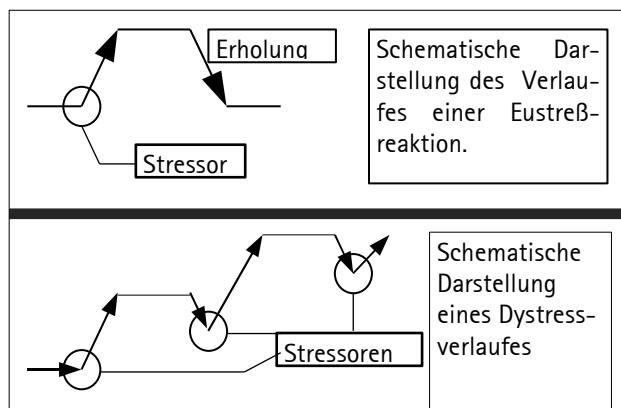 Erholung
Schematische Dar-
stellung des Verlau-
fes einer Eustreß-
reaktion.
Stressor
Schematische
Darstellung
eines Dystress-
verlaufes
Stressoren